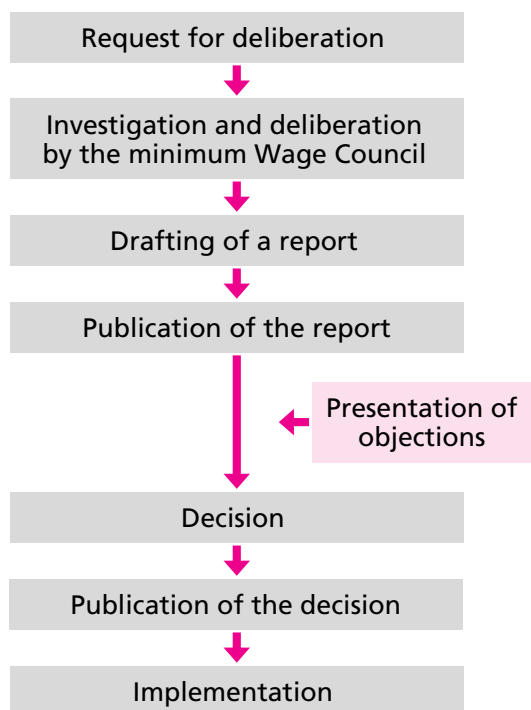 Request for deliberation
Investigation and deliberation
by the minimum Wage Council
Drafting of a report
Publication of the report
Presentation of
objections
Decision
Publication of the decision
Implementation